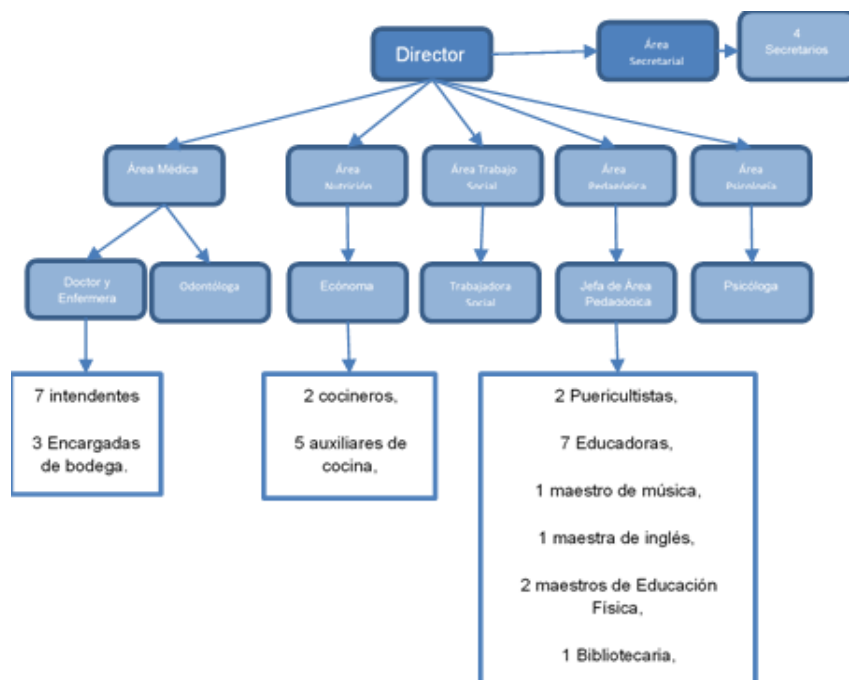 Director
Área
Secretarial
4
Secretarios
Área Médica
Área
Nutrición
Área Trabajo
Social
Área
Pedagógica
Área
Psicología
Doctor y
Enfermera
Odontóloga
Ecónoma
Trabajadora
Social
Jefa de Área
Pedagógica
Psicóloga
7 intendentes
3 Encargadas
de bodega.
2 cocineros,
5 auxiliares de
cocina,
2 Puericultistas,
7 Educadoras,
1 maestro de música,
1 maestra de inglés,
2 maestros de Educación
Física,
1 Bibliotecaria,